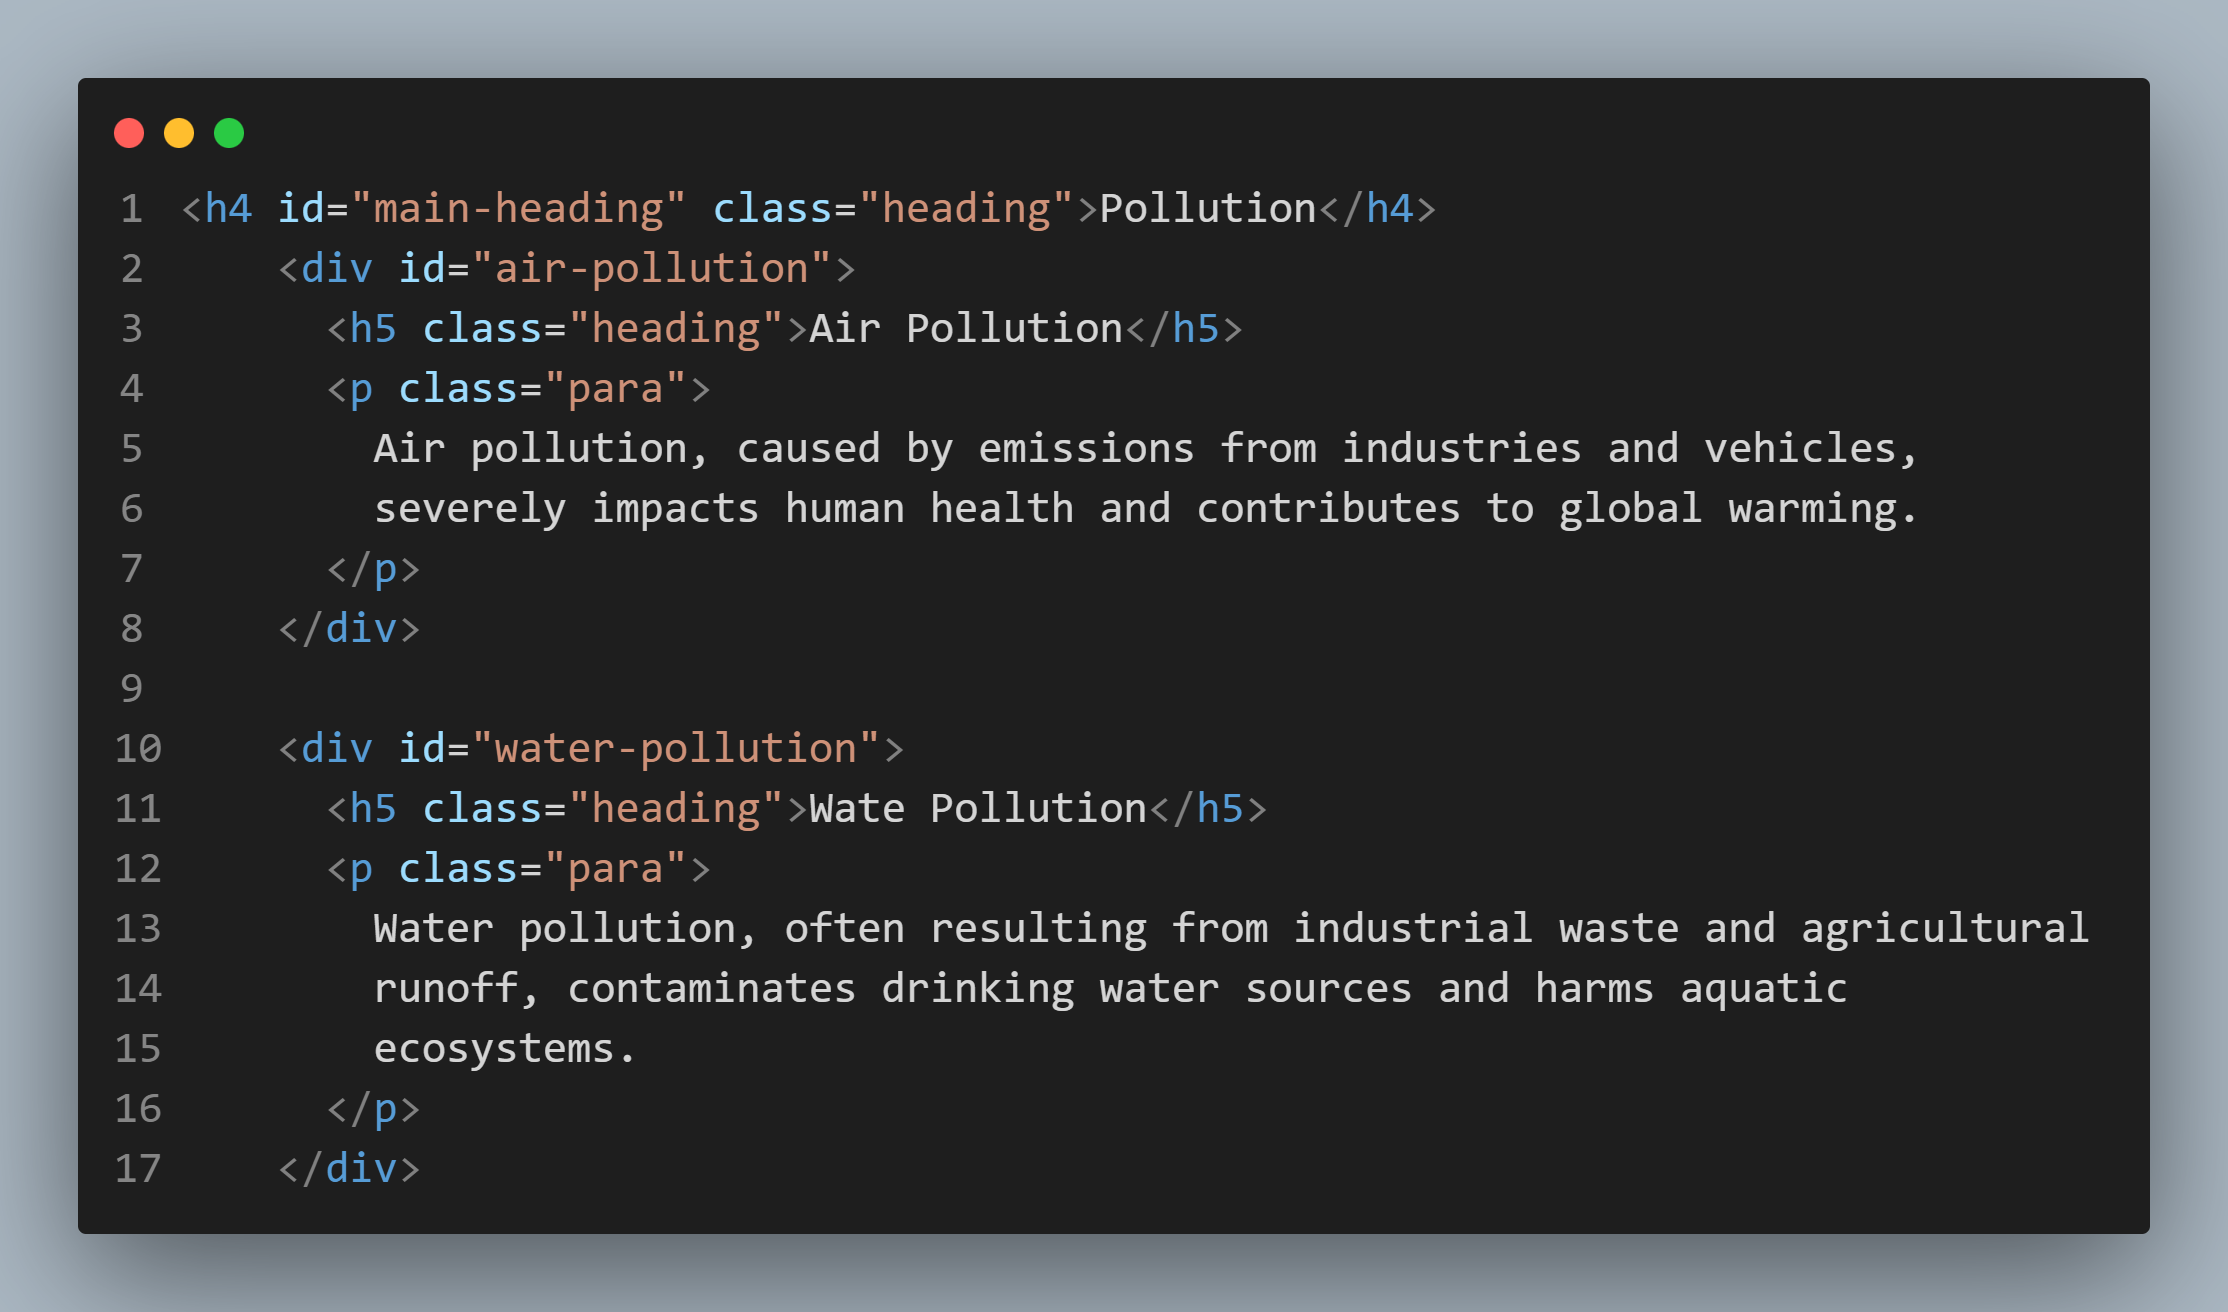 1 <h4 id="main-heading" class="heading">Pollution</h4>
2     <div id="air-pollution">
3       <h5 class="heading">Air Pollution</h5>
4       <p class="para">
5         Air pollution, caused by emissions from industries and vehicles,
6         severely impacts human health and contributes to global warming.
7       </p>
8     </div>
9
10     <div id="water-pollution">
11       <h5 class="heading">Wate Pollution</h5>
12       <p class="para">
13         Water pollution, often resulting from industrial waste and agricultural
14         runoff, contaminates drinking water sources and harms aquatic
15         ecosystems.
16       </p>
17     </div>